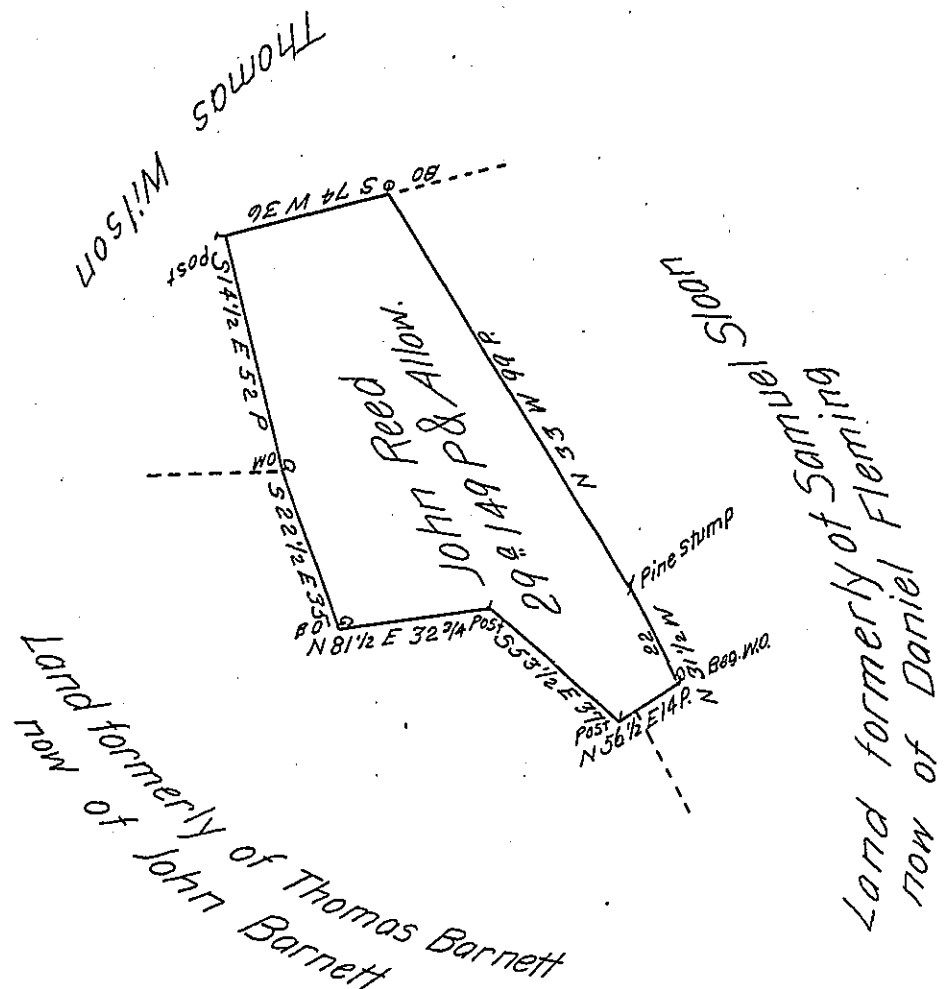 Thomas
Wilson
BO
S 74 W 36
post
S 14 1/2 E 52 P
John Reed
29a 149 P & Allow.
N 33 W 99 P.
Land formerly of Samuel Sloan
now of Daniel Fleming
S 22 1/2 E 35
BO
N 81 1/2 E 32 3/4
Post
S 53 1/2 E 37
Pine stump
N 31 1/2 W 22
Beg. W.O.
Post
N 56 1/2 E 14 P.
Land formerly of Thomas Barnett
now of John Barnett